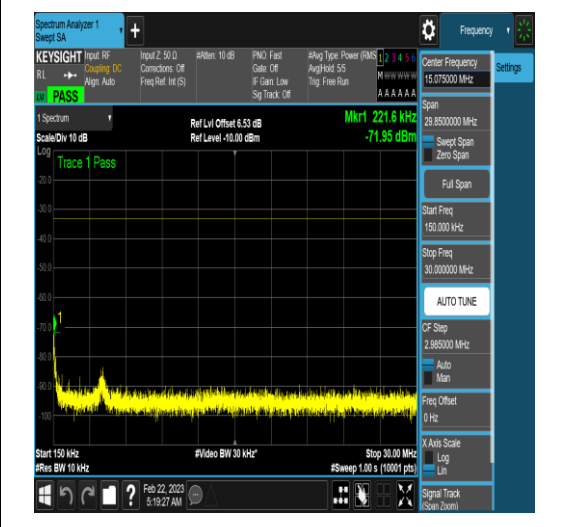 Spectrum Analyzer 1
Swept SA
+
Frequency
KEYSIGHT
RL
PASS
Input: RF
Coupling: DC
Align: Auto
Input Z: 50 Ω
Corrections: Off
Freq Ref: Int (S)
#Atten: 10 dB
PNO: Fast
Gate: Off
IF Gain: Low
Sig Track: Off
#Avg Type: Power (RMS
Avg|Hold: 5/5
Trig: Free Run
1 2 3 4 5 6
M W W W W W
A A A A A A
1 Spectrum
Scale/Div 10 dB
Ref Lvl Offset 6.53 dB
Ref Level -10.00 dBm
Mkr1 221.6 kHz
-71.95 dBm
Log
Trace 1 Pass
-20.0
-30.0
-40.0
-50.0
-60.0
-70.0
-80.0
-90.0
-100
1
Start 150 kHz
#Res BW 10 kHz
#Video BW 30 kHz*
Stop 30.00 MHz
#Sweep 1.00 s (10001 pts)
?
Feb 22, 2023
5:19:27 AM
Center Frequency
15.075000 MHz
Span
29.8500000 MHz
Swept Span
Zero Span
Full Span
Start Freq
150.000 kHz
Stop Freq
30.000000 MHz
AUTO TUNE
CF Step
2.985000 MHz
Auto
Man
Freq Offset
0 Hz
X Axis Scale
Log
Lin
Signal Track
(Span Zoom)
Settings